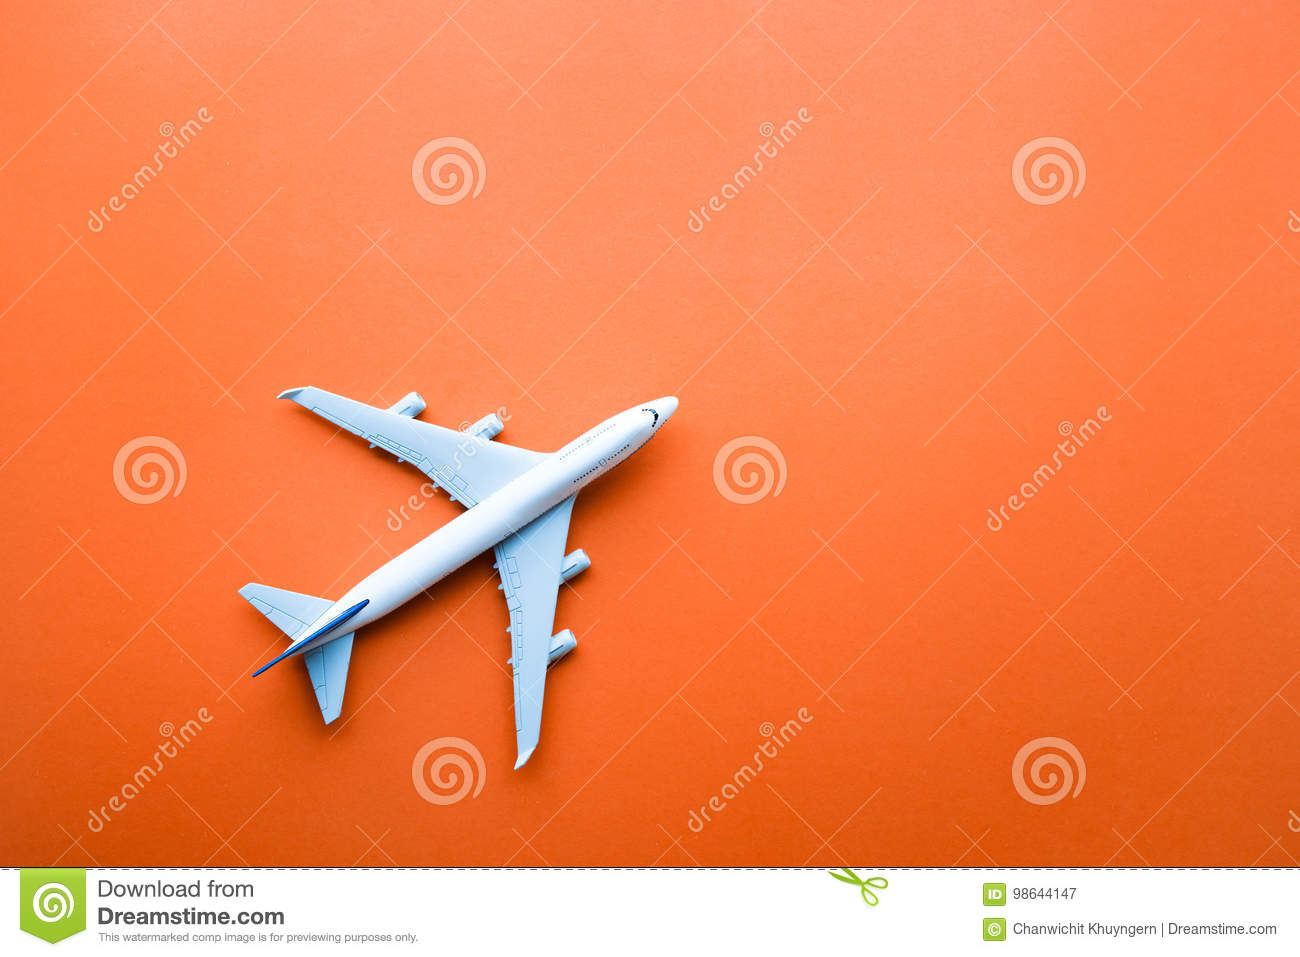 dreamstime
dreamstime
dreamstime
dreamstime
dreamstime
dreamstime
Download from
Dreamstime.com
This watermarked comp image is for previewing purposes only.
ID 98644147
© Chanwichit Khuyngern | Dreamstime.com